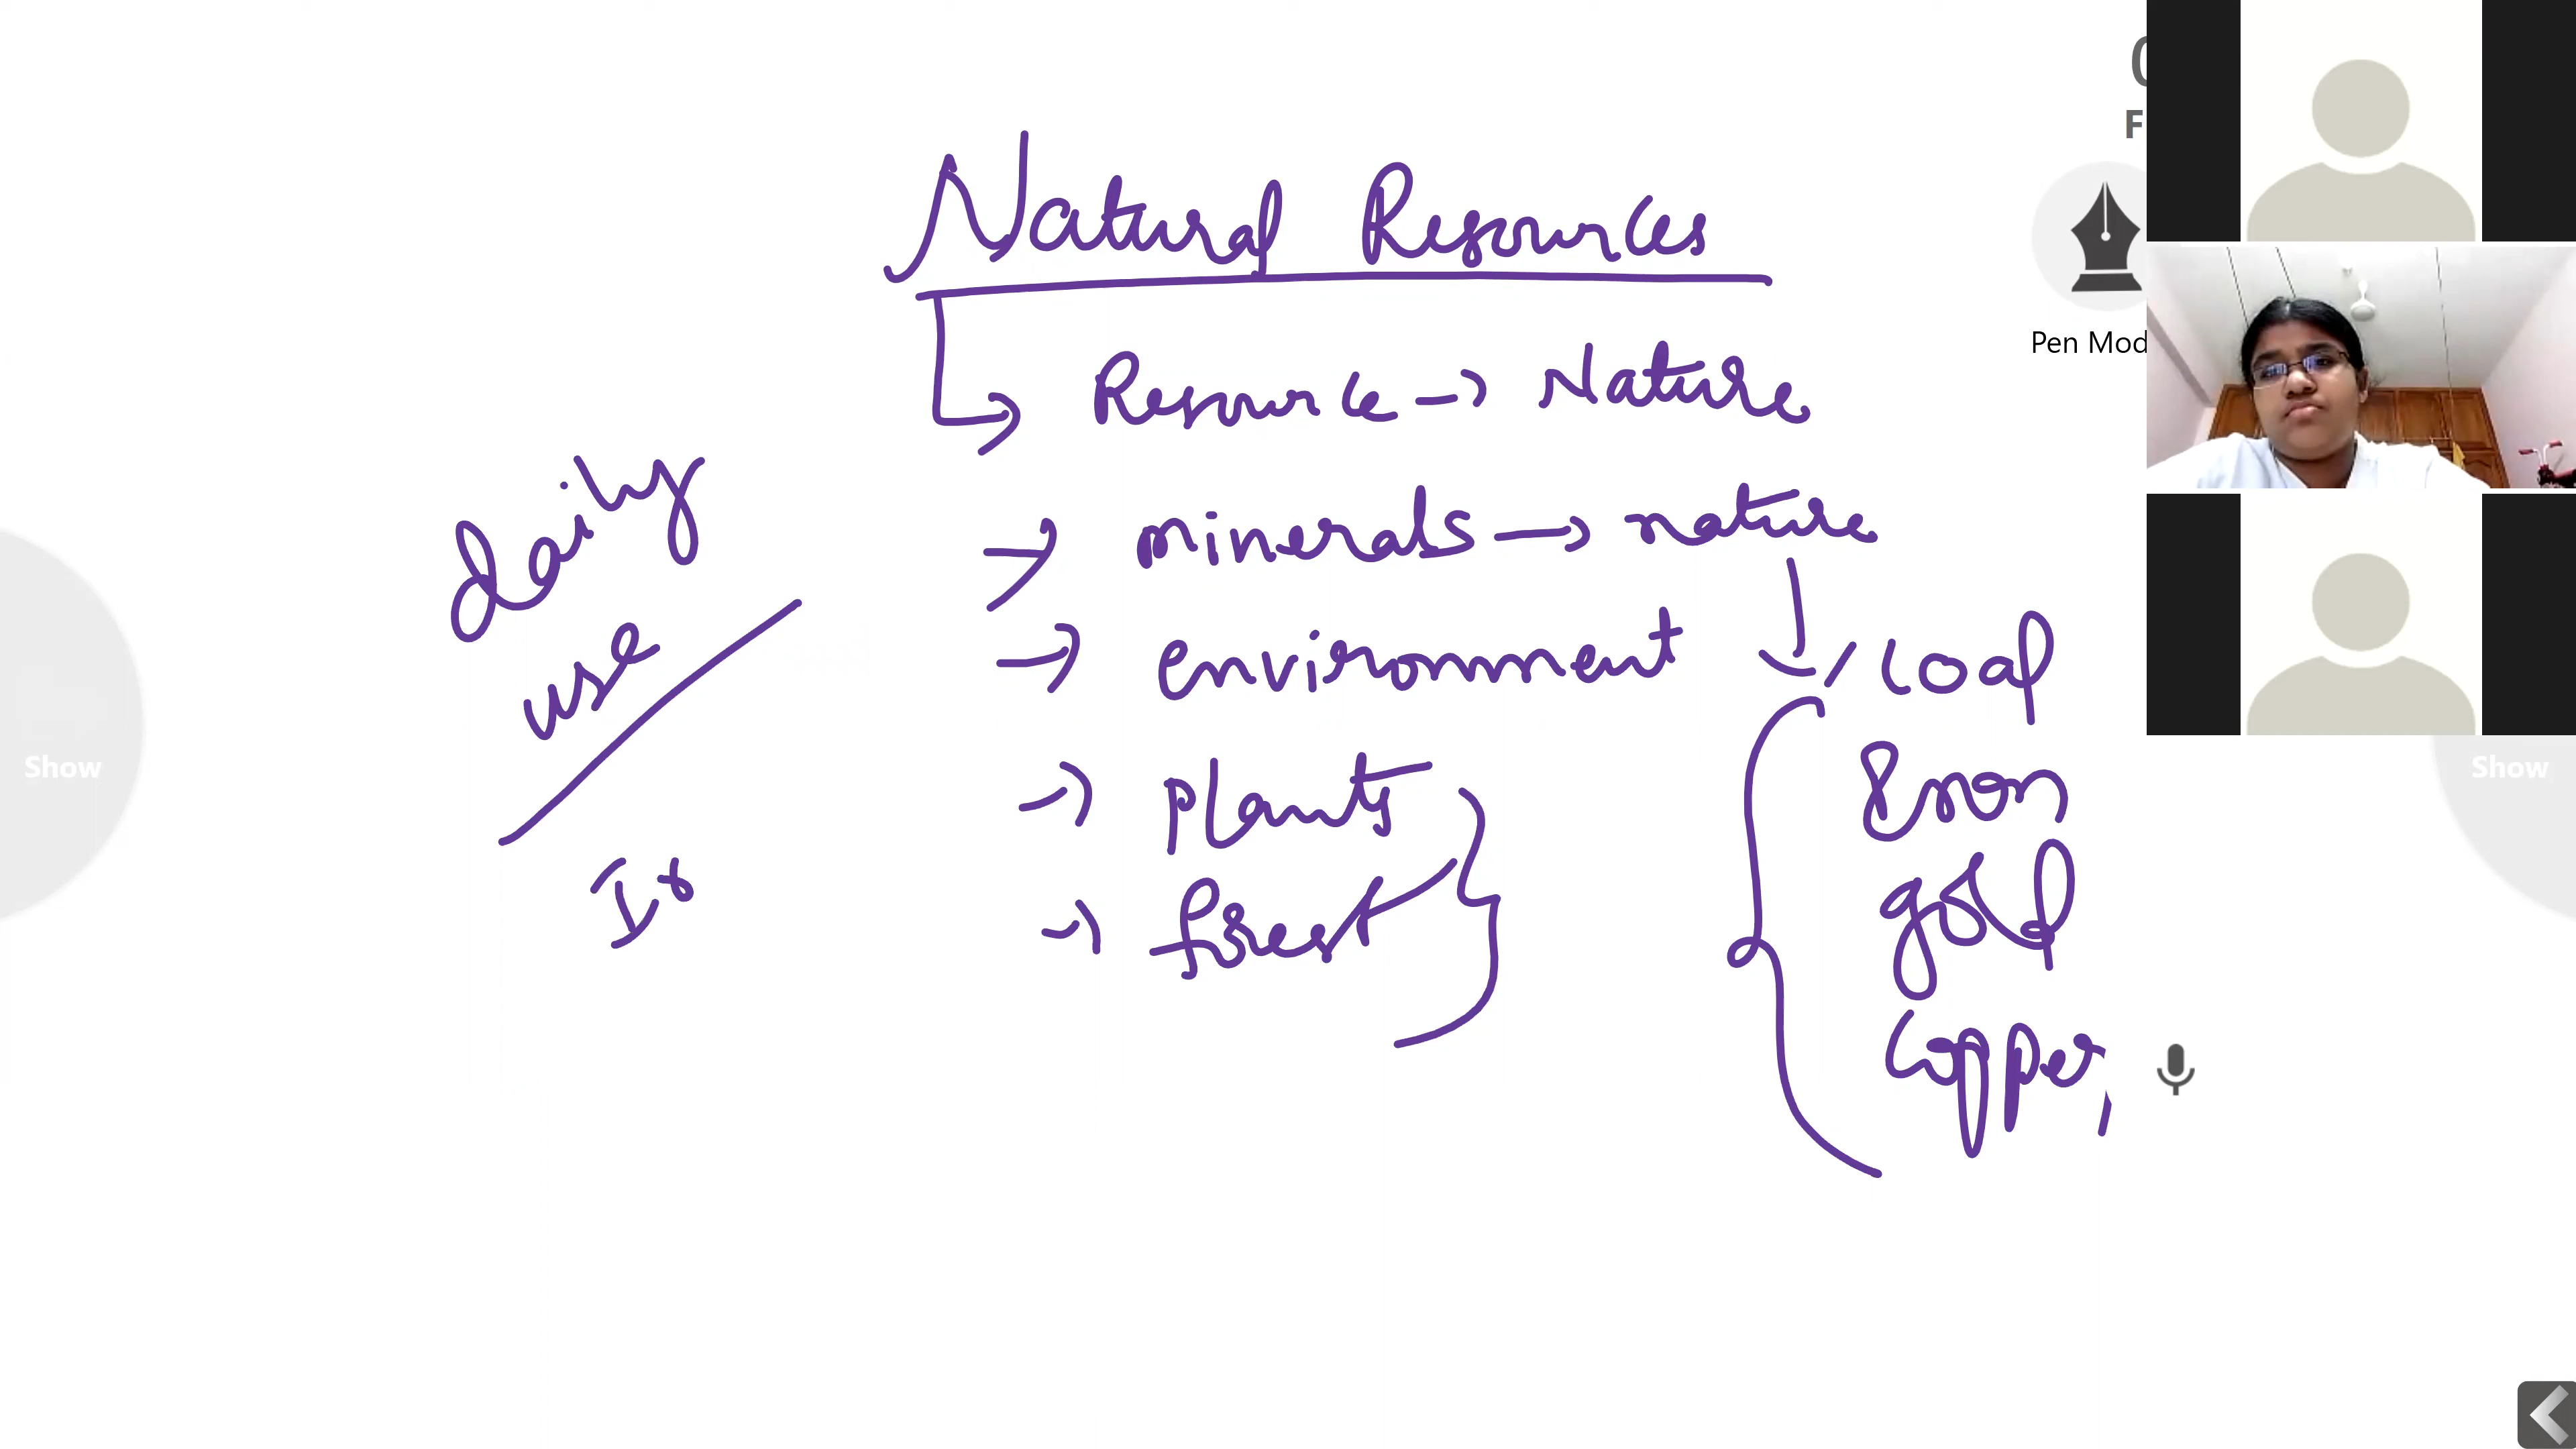 Natural Resources
Resource → Nature
minerals → nature
environment
plants
forest
coal
Iron
gold
Copper,
daily
use
Pen Mod
F
Show
Show